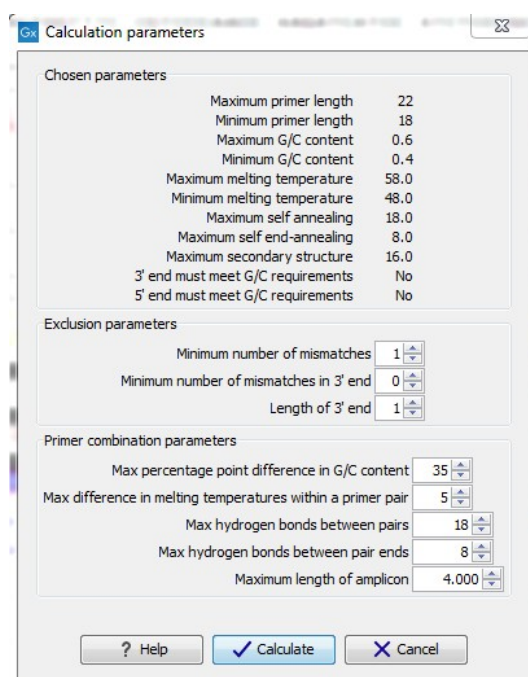 Gx Calculation parameters
Chosen parameters
Maximum primer length 22
Minimum primer length 18
Maximum G/C content 0.6
Minimum G/C content 0.4
Maximum melting temperature 58.0
Minimum melting temperature 48.0
Maximum self annealing 18.0
Maximum self end-annealing 8.0
Maximum secondary structure 16.0
3' end must meet G/C requirements No
5' end must meet G/C requirements No
Exclusion parameters
Minimum number of mismatches 1
Minimum number of mismatches in 3' end 0
Length of 3' end 1
Primer combination parameters
Max percentage point difference in G/C content 35
Max difference in melting temperatures within a primer pair 5
Max hydrogen bonds between pairs 18
Max hydrogen bonds between pair ends 8
Maximum length of amplicon 4.000
? Help Calculate Cancel